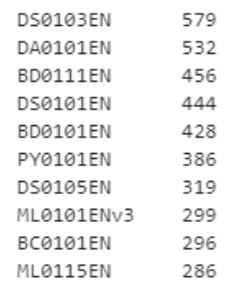 DS0103EN 579
DA0101EN 532
BD0111EN 456
DS0101EN 444
BD0101EN 428
PY0101EN 386
DS0105EN 319
ML0101ENv3 299
BC0101EN 296
ML0115EN 286